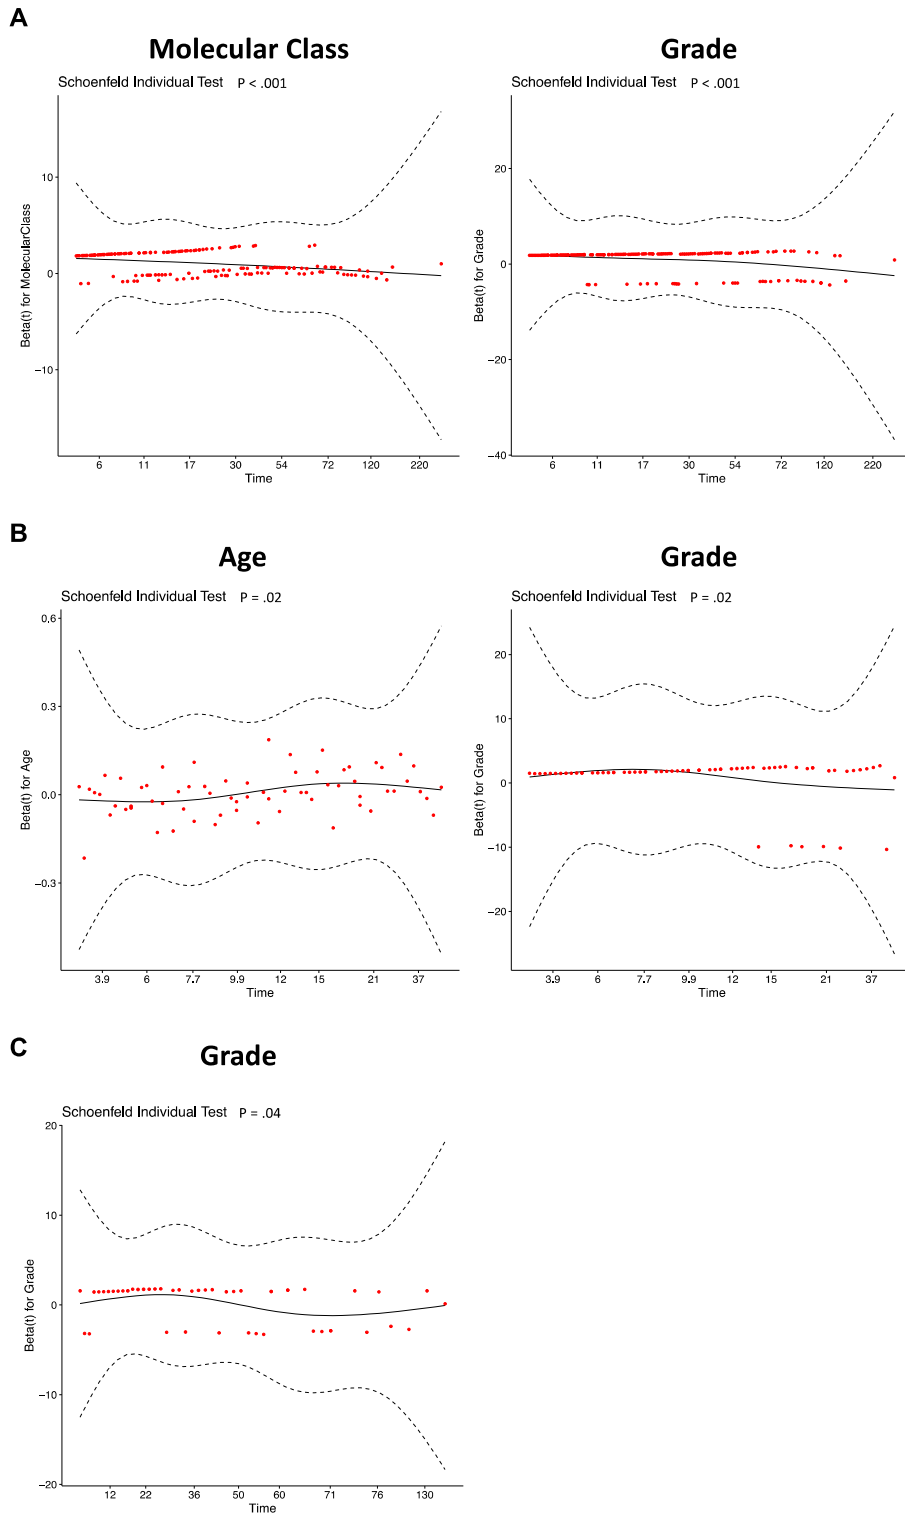 A
Molecular Class
Schoenfeld Individual Test P < .001
Beta(t) for MolecularClass
10
0
−10
6 11 17 30 54 72 120 220
Time
Grade
Schoenfeld Individual Test P < .001
Beta(t) for Grade
20
0
−20
−40
6 11 17 30 54 72 120 220
Time
B
Age
Schoenfeld Individual Test P = .02
Beta(t) for Age
0.6
0.3
0.0
−0.3
3.9 6 7.7 9.9 12 15 21 37
Time
Grade
Schoenfeld Individual Test P = .02
Beta(t) for Grade
20
10
0
−10
−20
3.9 6 7.7 9.9 12 15 21 37
Time
C
Grade
Schoenfeld Individual Test P = .04
Beta(t) for Grade
20
10
0
−10
−20
12 22 36 50 60 71 76 130
Time